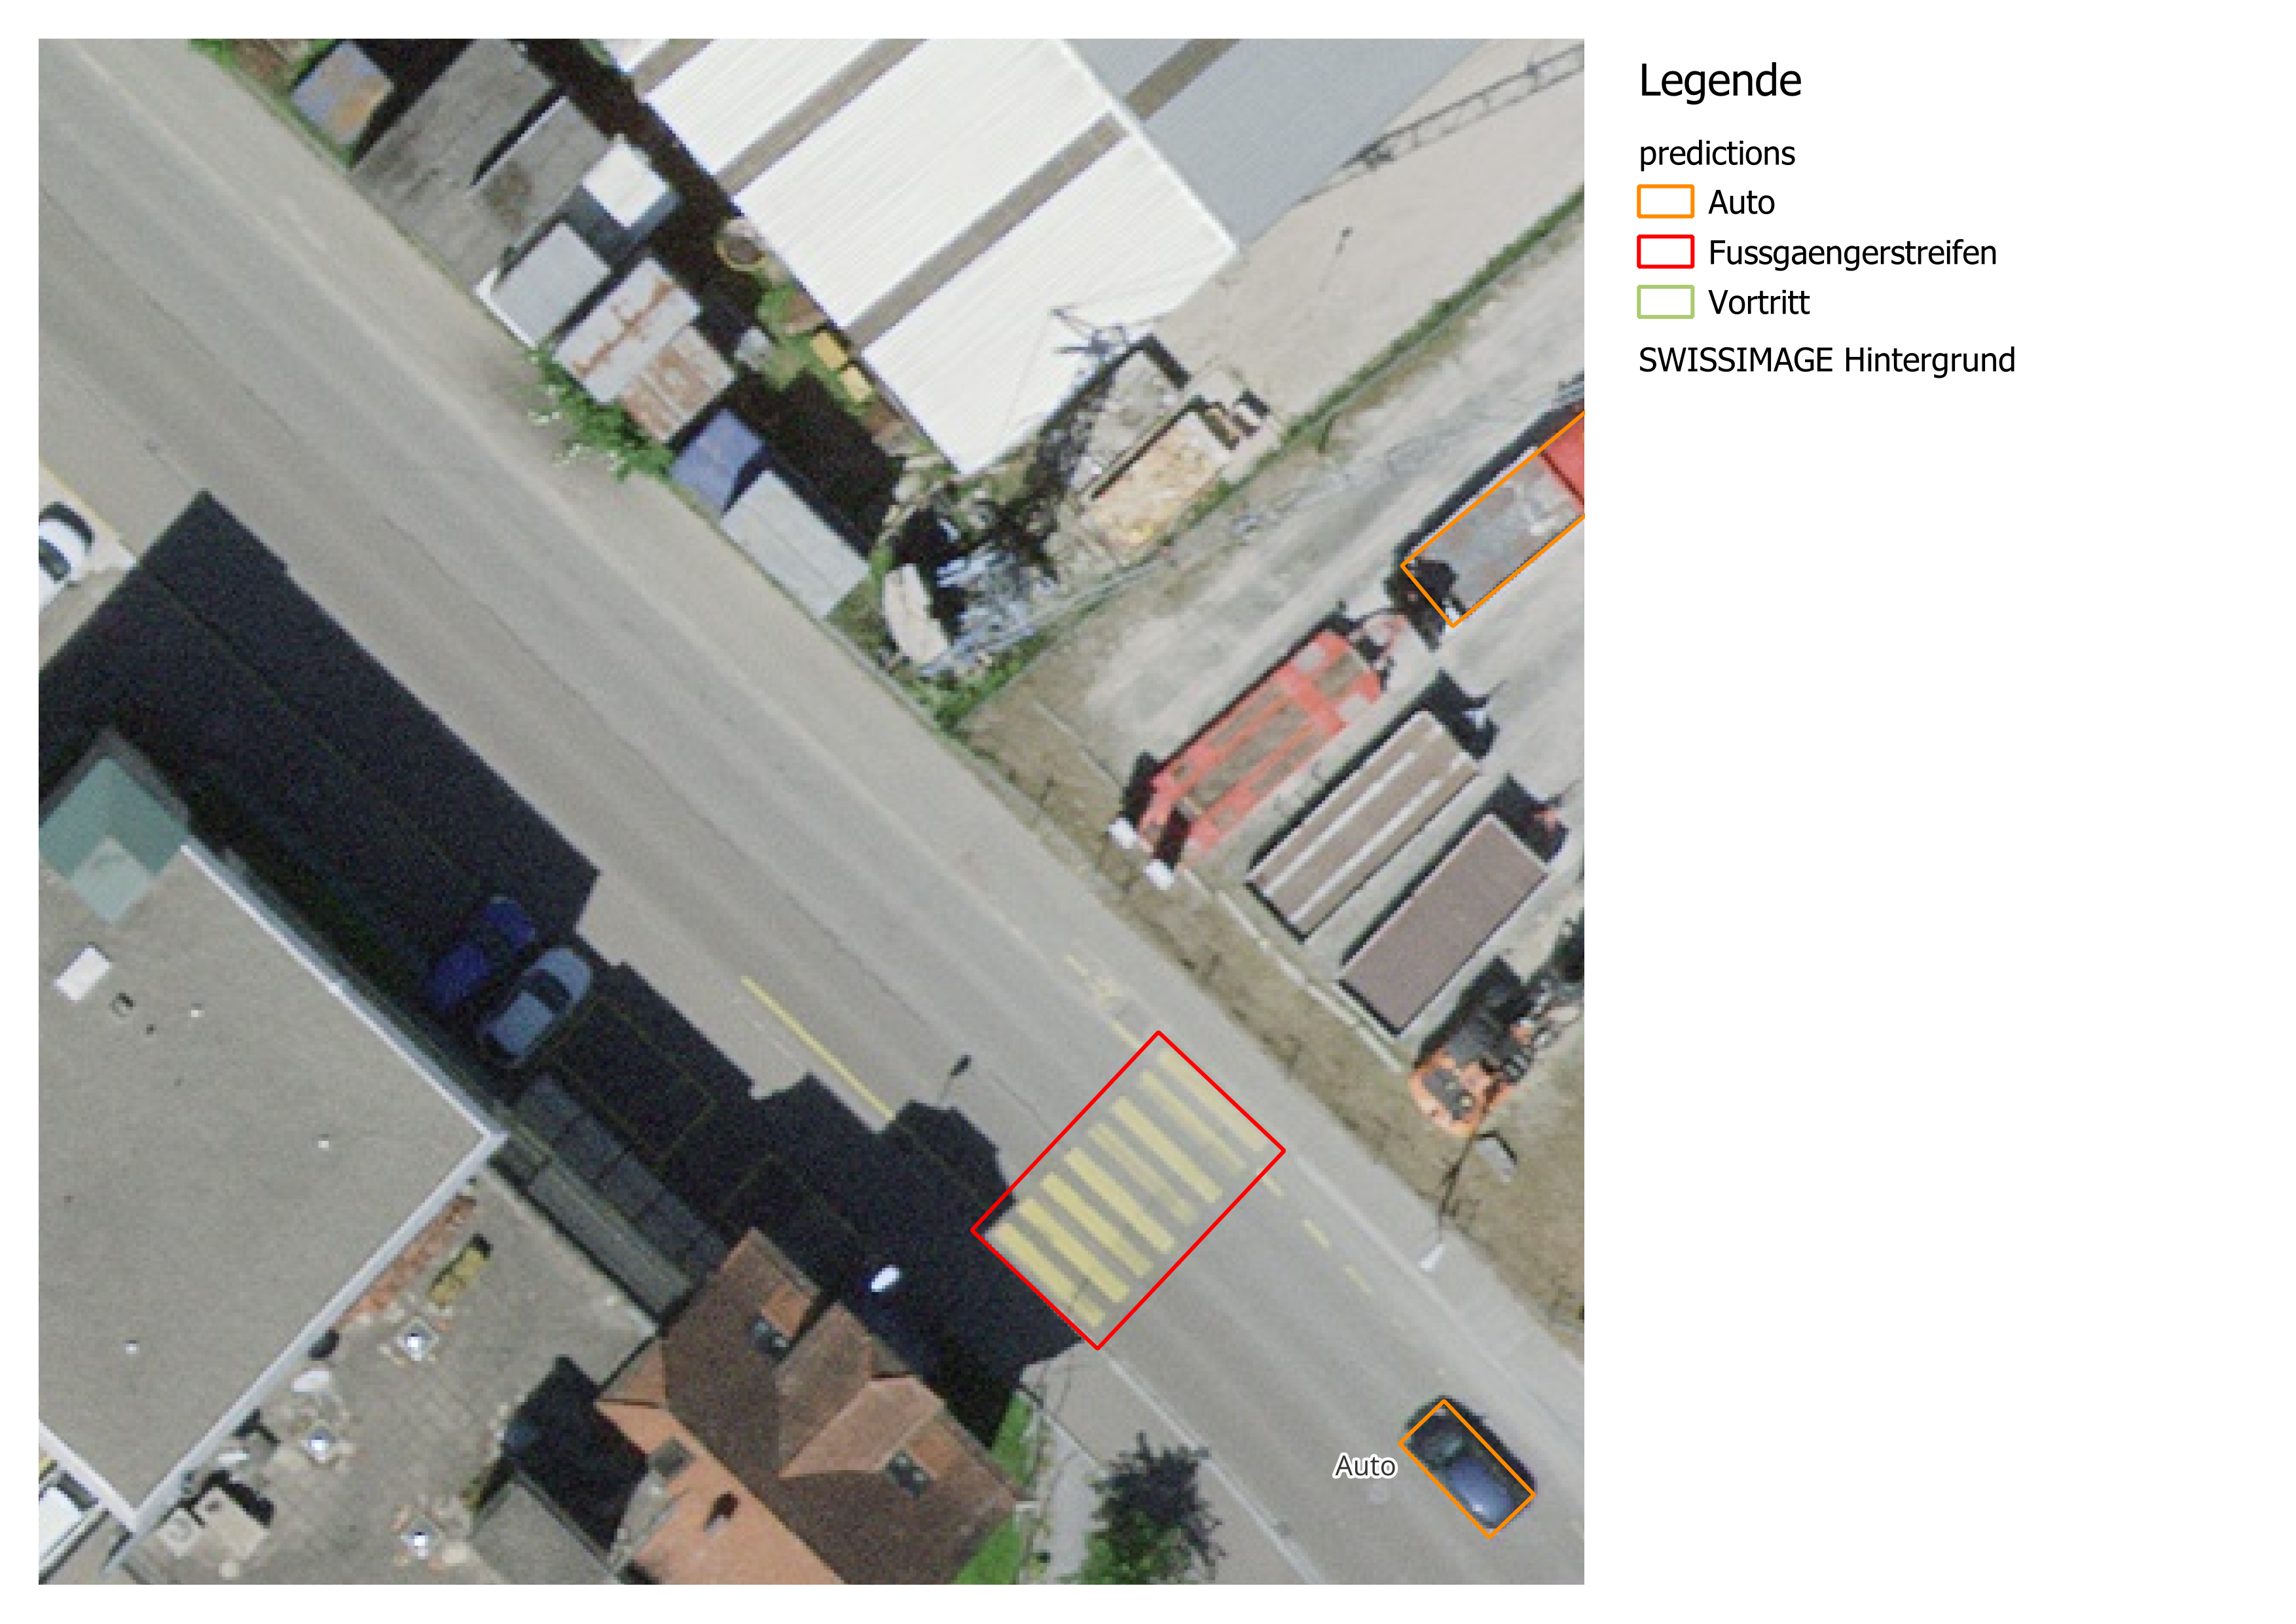 Legende
predictions
Auto
Fussgaengerstreifen
Vortritt
SWISSIMAGE Hintergrund
Auto